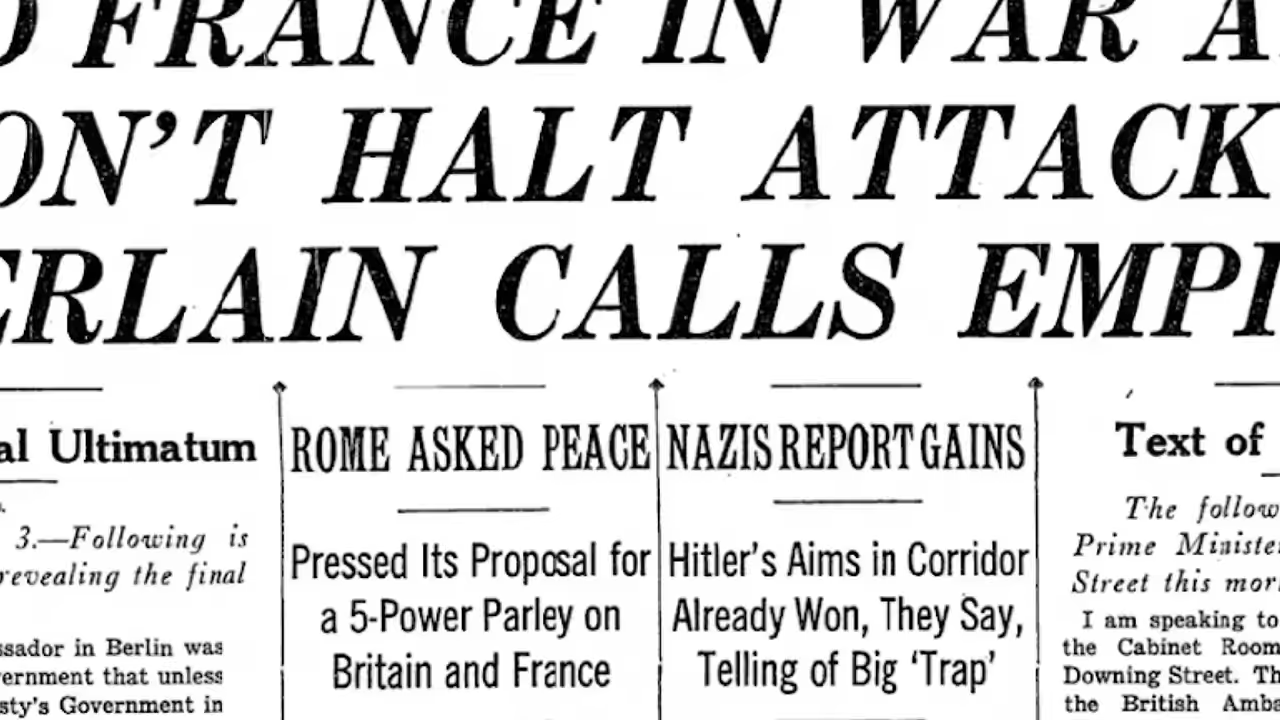 FRANCE IN WAR A
ON'T HALT ATTACK
ERLAIN CALLS EMPI
al Ultimatum
3.—Following is
revealing the final
ssador in Berlin was
ernment that unless
sty's Government in
ROME ASKED PEACE
Pressed Its Proposal for
a 5-Power Parley on
Britain and France
NAZIS REPORT GAINS
Hitler's Aims in Corridor
Already Won, They Say,
Telling of Big 'Trap'
Text of
The follow
Prime Ministe
Street this mor
I am speaking to
the Cabinet Room
Downing Street. Th
the British Amba